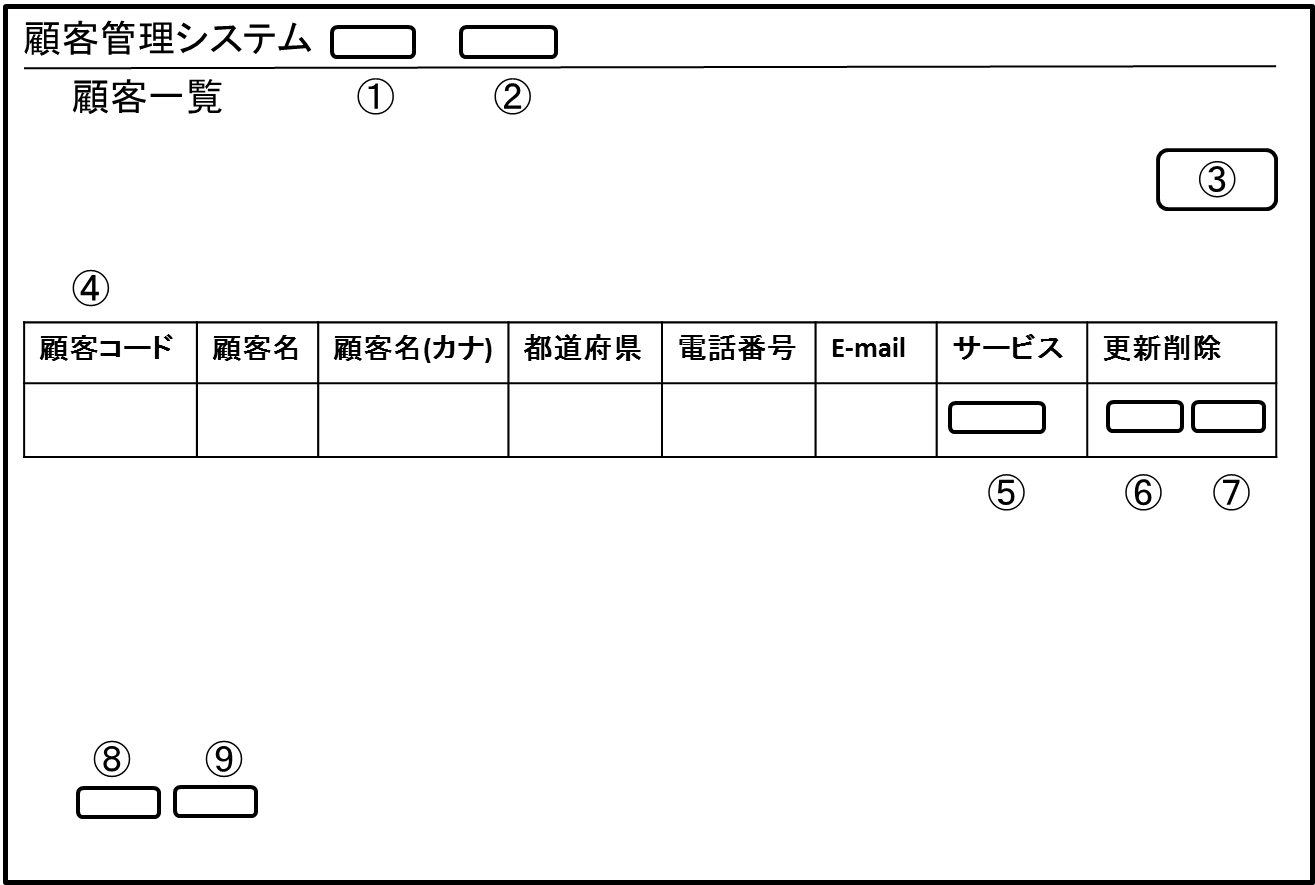 顧客管理システム
顧客一覧 ① ②
③
④
顧客コード 顧客名 顧客名(カナ) 都道府県 電話番号 E-mail サービス 更新削除
⑤ ⑥ ⑦
⑧ ⑨